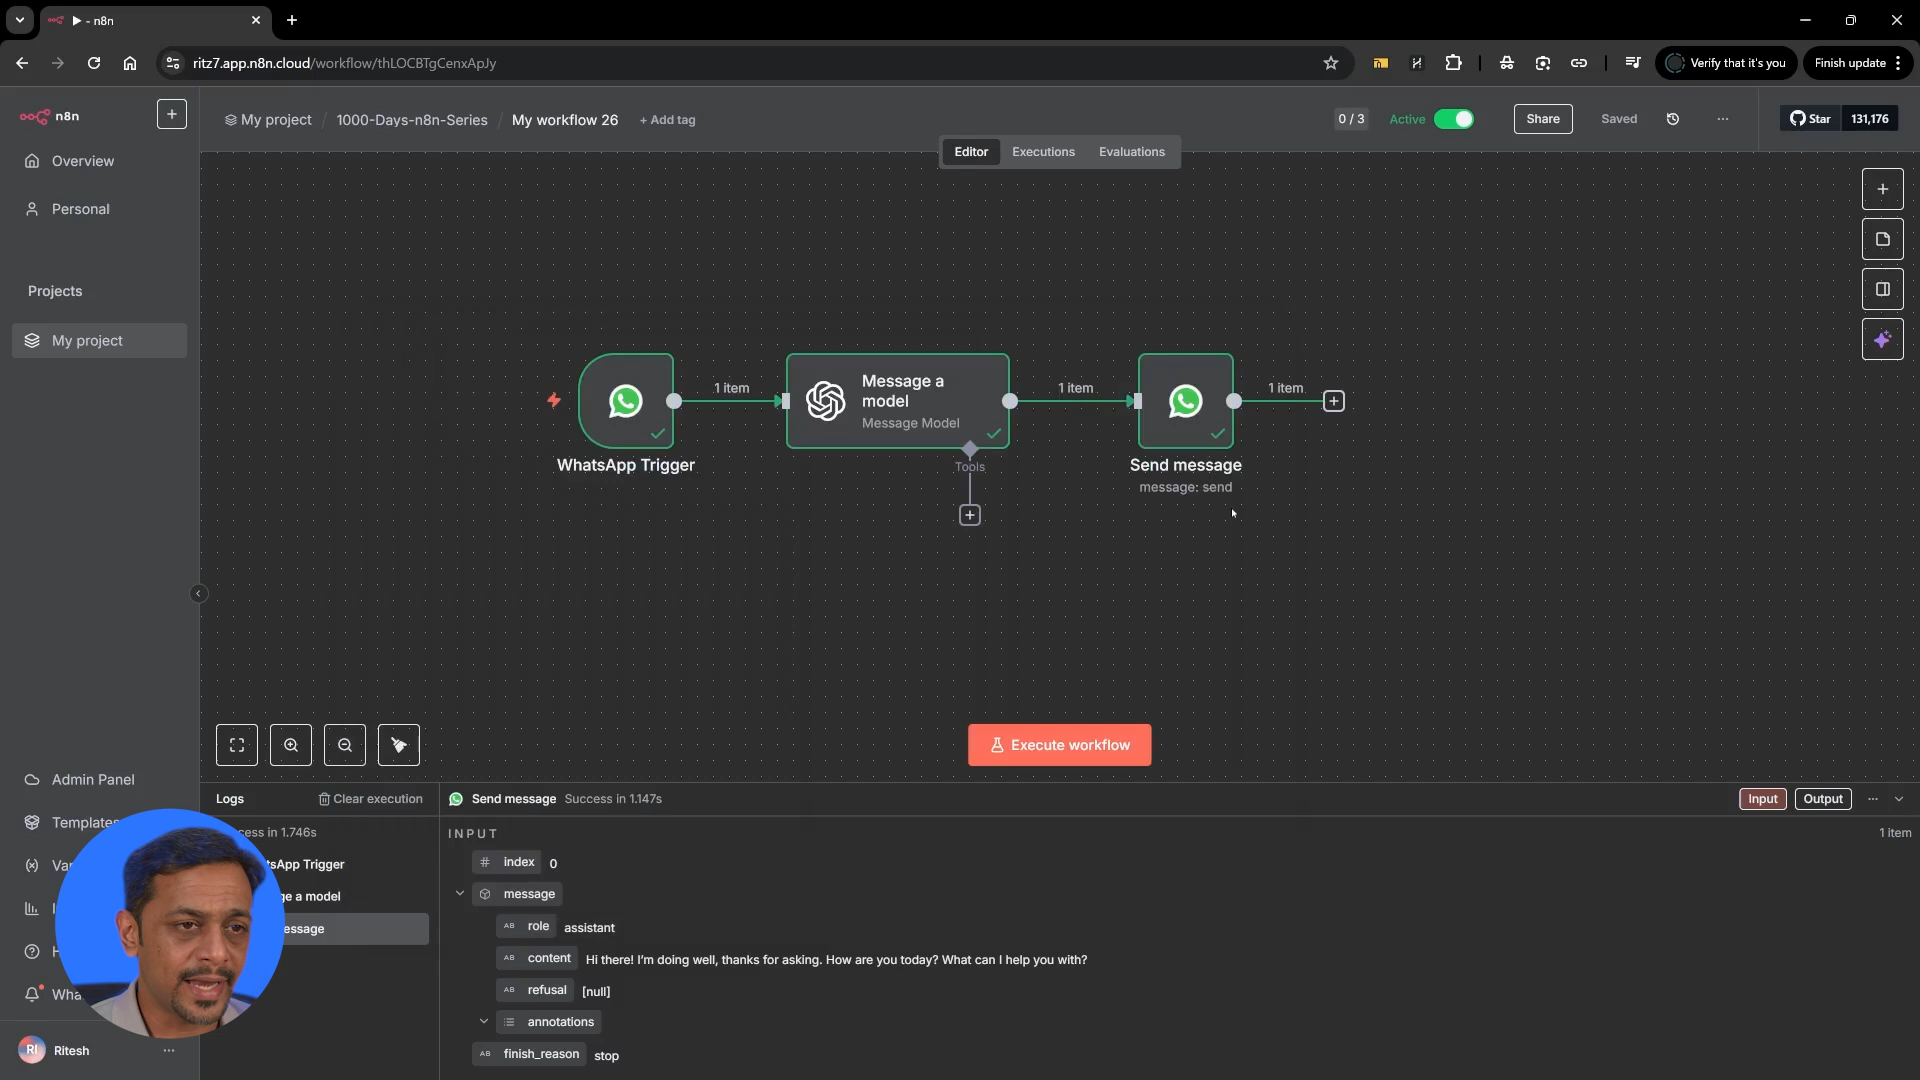 ▶ - n8n
ritz7.app.n8n.cloud/workflow/thLOCBTgCenxApJy
Verify that it's you
Finish update
n8n
My project / 1000-Days-n8n-Series / My workflow 26 + Add tag
0 / 3
Active
Share
Saved
Star 131,176
Editor
Executions
Evaluations
Overview
Personal
Projects
My project
1 item
1 item
1 item
Message a
model
Message Model
WhatsApp Trigger
Tools
Send message
message: send
Execute workflow
Admin Panel
Templates
Ritesh
RI
Logs
Clear execution
Send message Success in 1.147s
Input
Output
cess in 1.746s
tsApp Trigger
ge a model
essage
INPUT
1 item
# index 0
message
AB role assistant
AB content Hi there! I'm doing well, thanks for asking. How are you today? What can I help you with?
AB refusal [null]
annotations
AB finish_reason stop